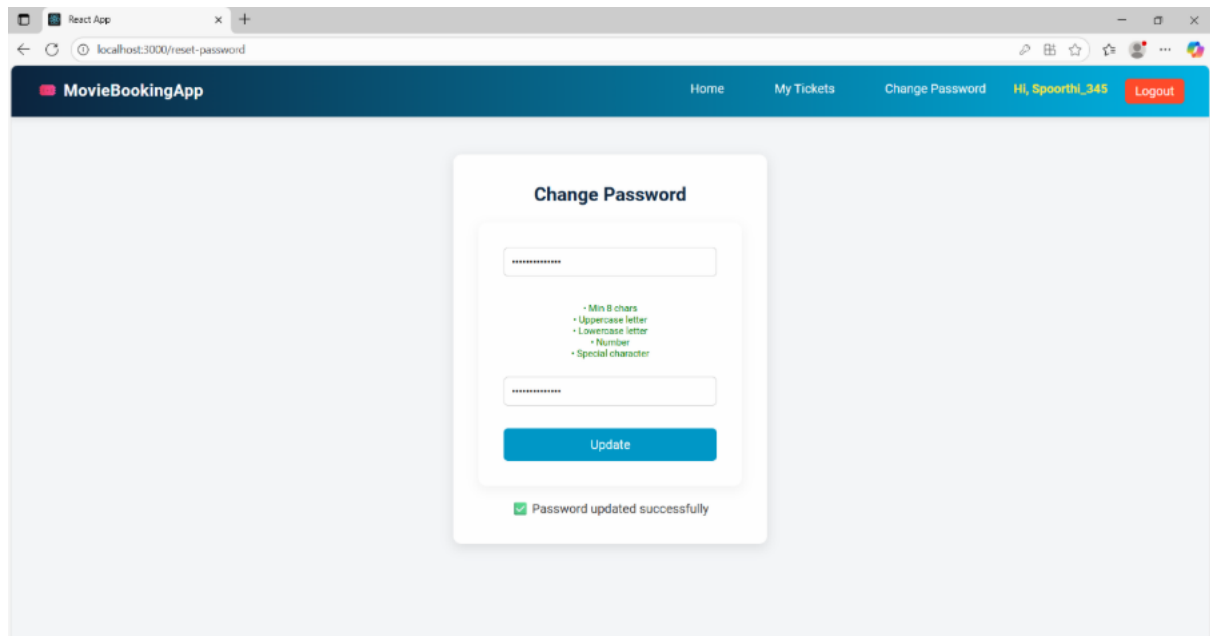 React App
localhost:3000/reset-password
MovieBookingApp
Home
My Tickets
Change Password
Hi, Spoorthi_345
Logout
Change Password
••••••••••••••
• Min 8 chars
• Uppercase letter
• Lowercase letter
• Number
• Special character
••••••••••••••
Update
Password updated successfully